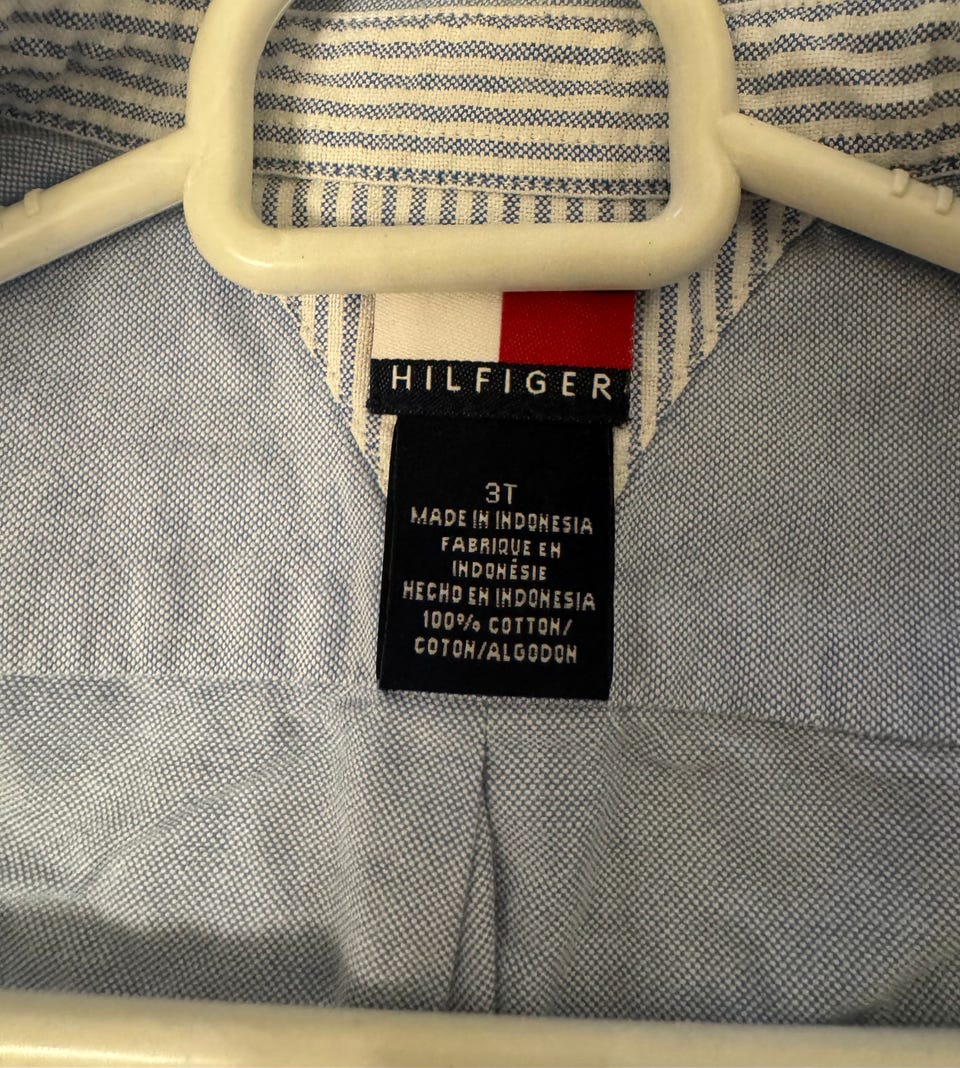 HILFIGER
3T
MADE IN INDONESIA
FABRIQUE EN
INDONÉSIE
HECHO EN INDONESIA
100% COTTON/
COTON/ALGODON